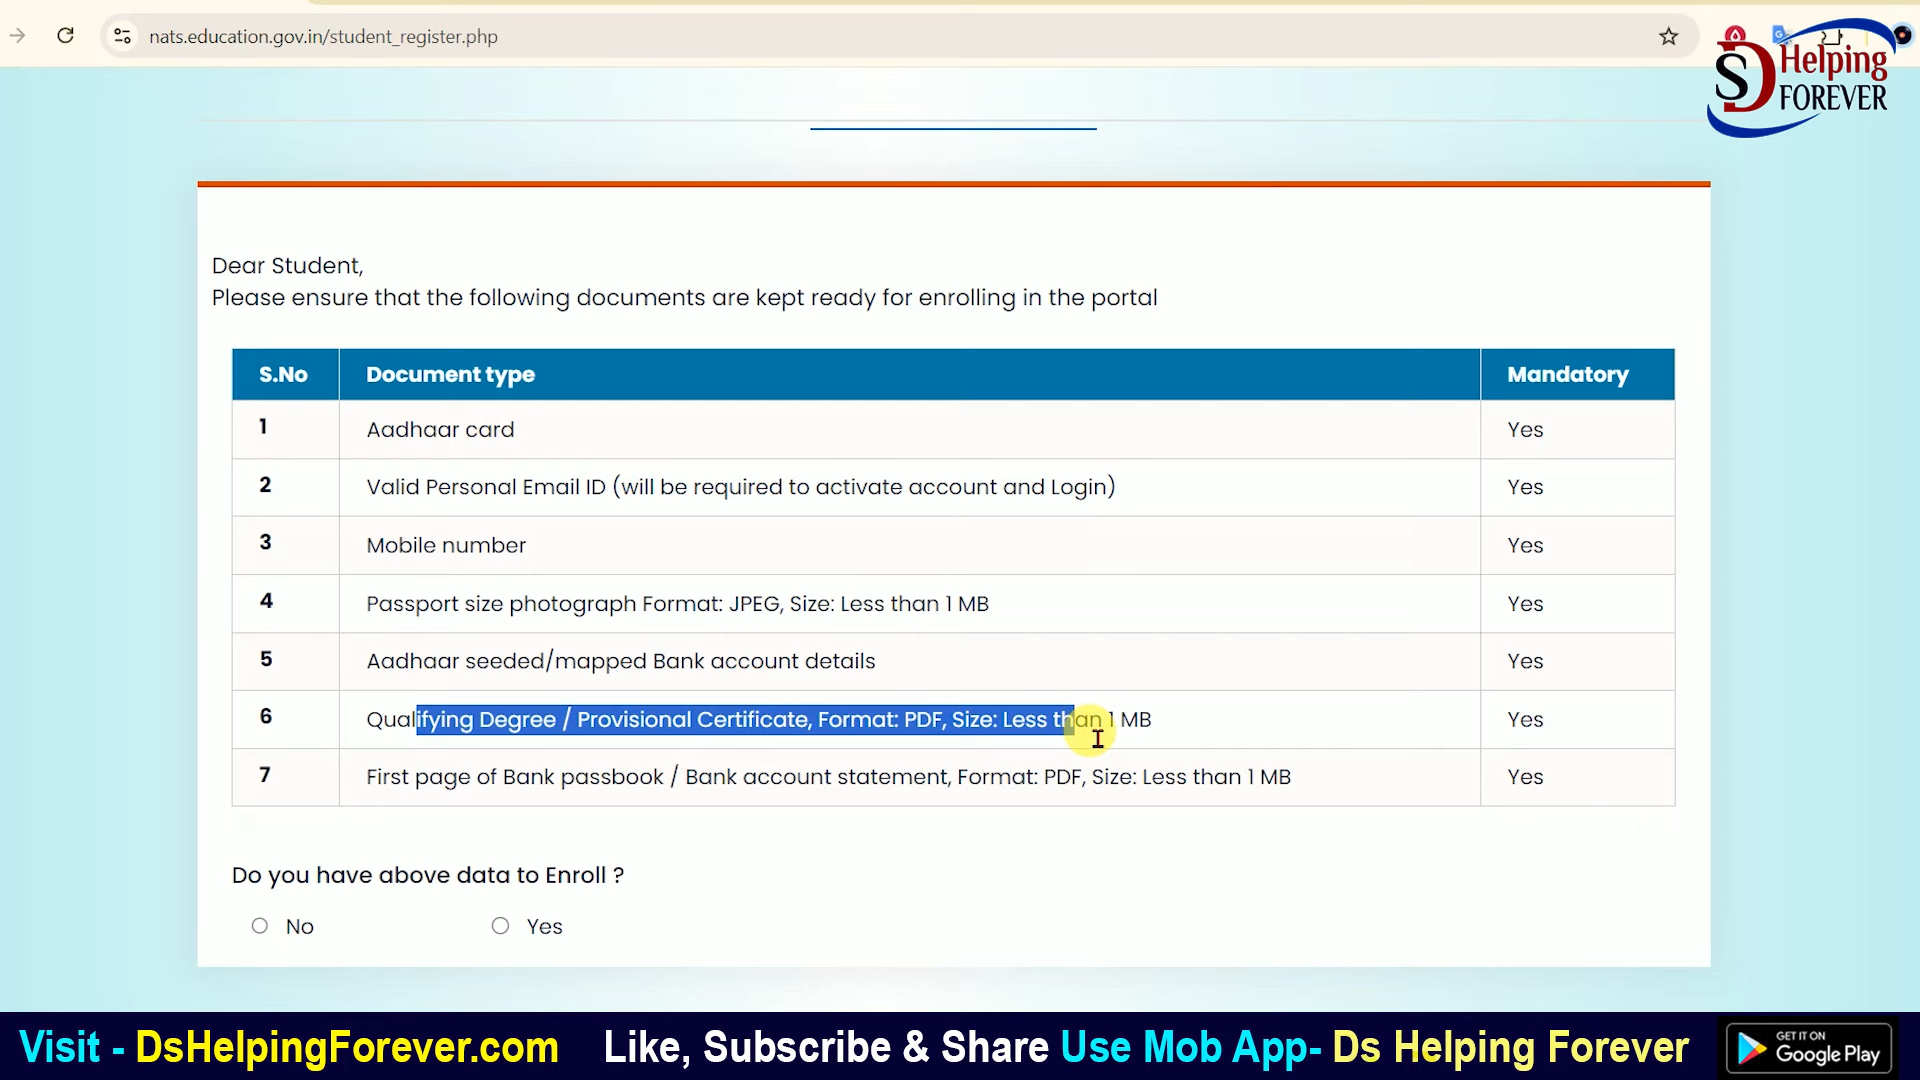 nats.education.gov.in/student_register.php
SD Helping
FOREVER
Dear Student,
Please ensure that the following documents are kept ready for enrolling in the portal
S.No Document type Mandatory
1 Aadhaar card Yes
2 Valid Personal Email ID (will be required to activate account and Login) Yes
3 Mobile number Yes
4 Passport size photograph Format: JPEG, Size: Less than 1 MB Yes
5 Aadhaar seeded/mapped Bank account details Yes
6 Qualifying Degree / Provisional Certificate, Format: PDF, Size: Less than 1 MB Yes
7 First page of Bank passbook / Bank account statement, Format: PDF, Size: Less than 1 MB Yes
Do you have above data to Enroll ?
No Yes
Visit - DsHelpingForever.com Like, Subscribe & Share Use Mob App- Ds Helping Forever
GET IT ON
Google Play